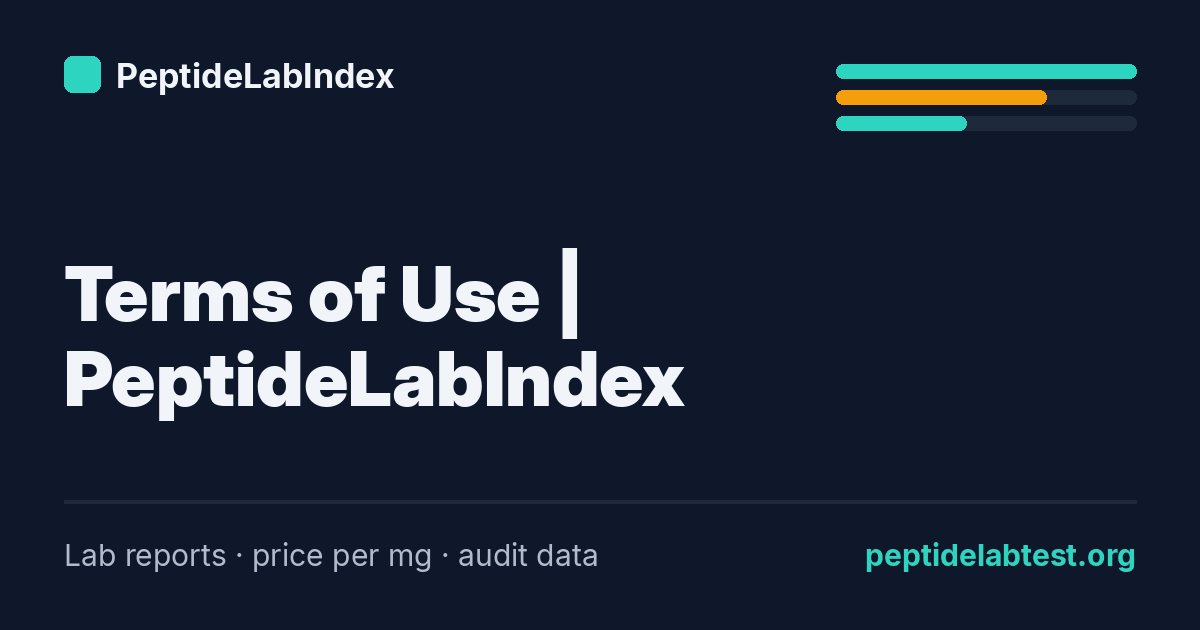 PeptideLabIndex
Terms of Use |
PeptideLabIndex
Lab reports · price per mg · audit data
peptidelabtest.org